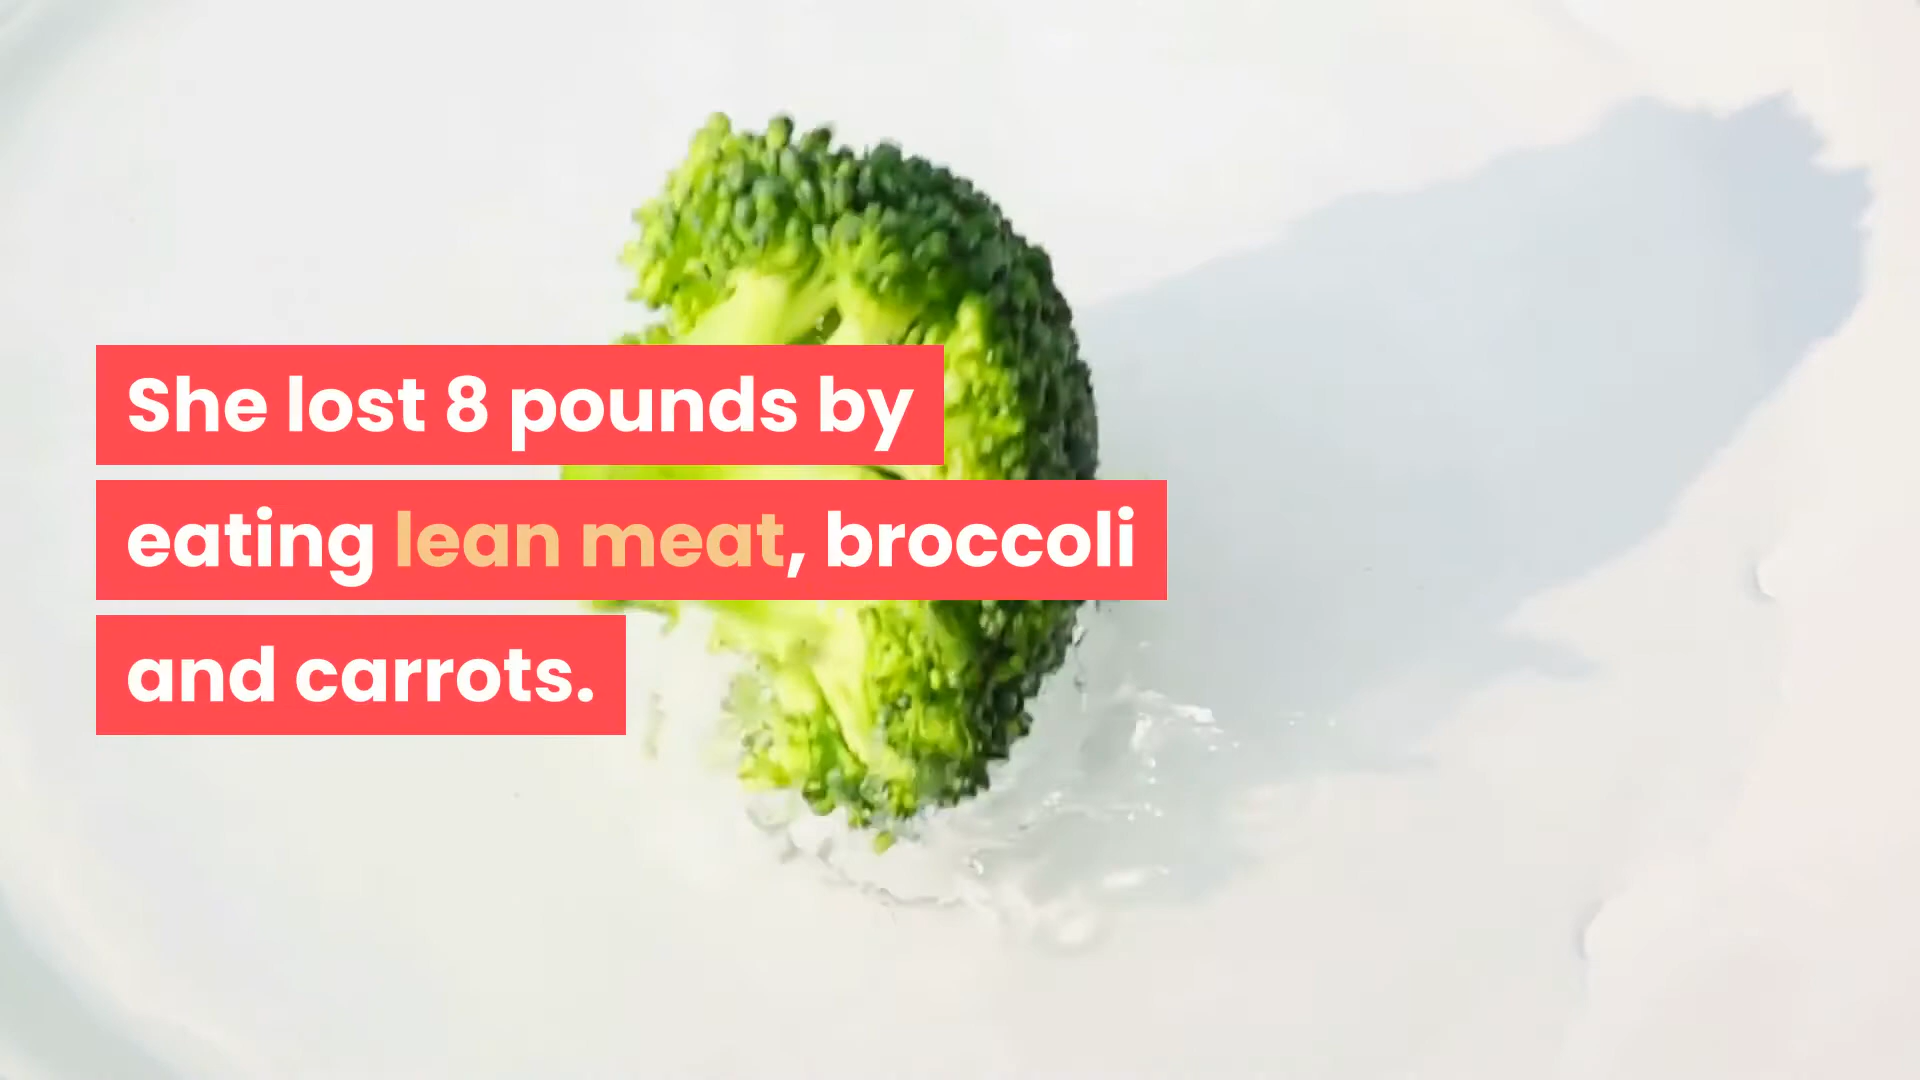 She lost 8 pounds by
eating lean meat, broccoli
and carrots.